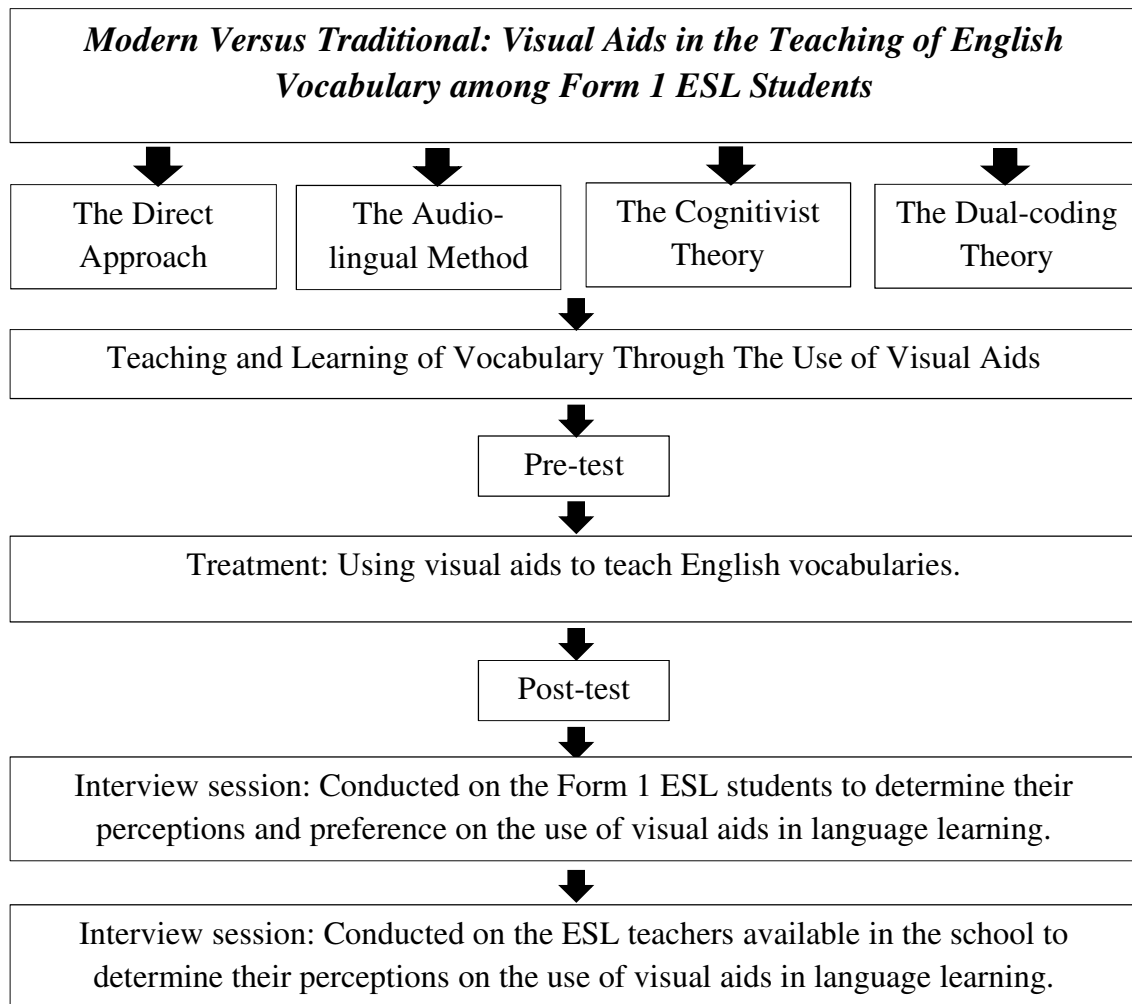 Modern Versus Traditional: Visual Aids in the Teaching of English
Vocabulary among Form 1 ESL Students
The Direct
Approach
The Audio-
lingual Method
The Cognitivist
Theory
The Dual-coding
Theory
Teaching and Learning of Vocabulary Through The Use of Visual Aids
Pre-test
Treatment: Using visual aids to teach English vocabularies.
Post-test
Interview session: Conducted on the Form 1 ESL students to determine their
perceptions and preference on the use of visual aids in language learning.
Interview session: Conducted on the ESL teachers available in the school to
determine their perceptions on the use of visual aids in language learning.